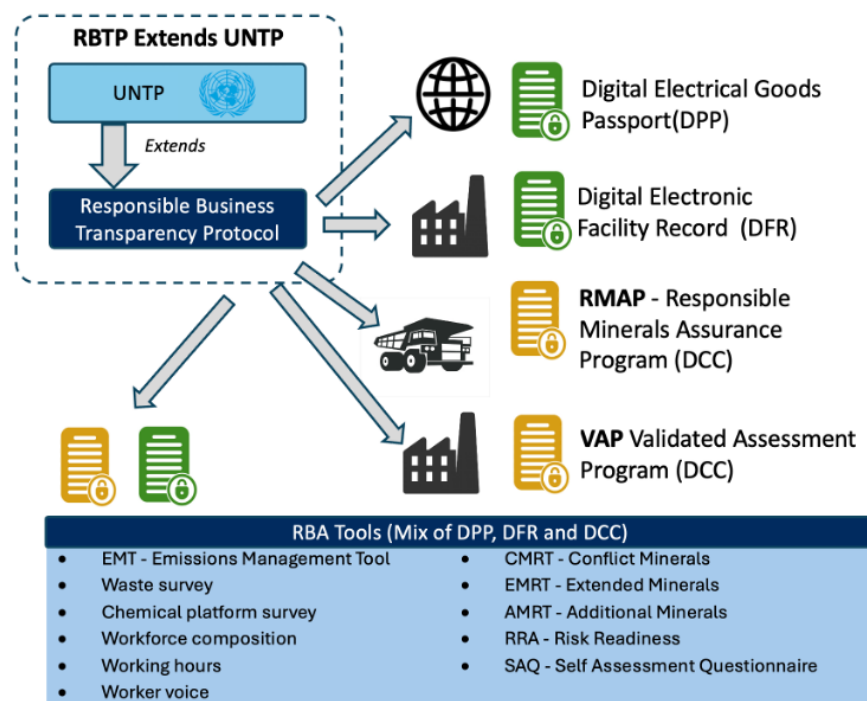 RBTP Extends UNTP
UNTP
Extends
Responsible Business
Transparency Protocol
Digital Electrical Goods
Passport(DPP)
Digital Electronic
Facility Record (DFR)
RMAP - Responsible
Minerals Assurance
Program (DCC)
VAP Validated Assessment
Program (DCC)
RBA Tools (Mix of DPP, DFR and DCC)
• EMT - Emissions Management Tool
• Waste survey
• Chemical platform survey
• Workforce composition
• Working hours
• Worker voice
• CMRT - Conflict Minerals
• EMRT - Extended Minerals
• AMRT - Additional Minerals
• RRA - Risk Readiness
• SAQ - Self Assessment Questionnaire